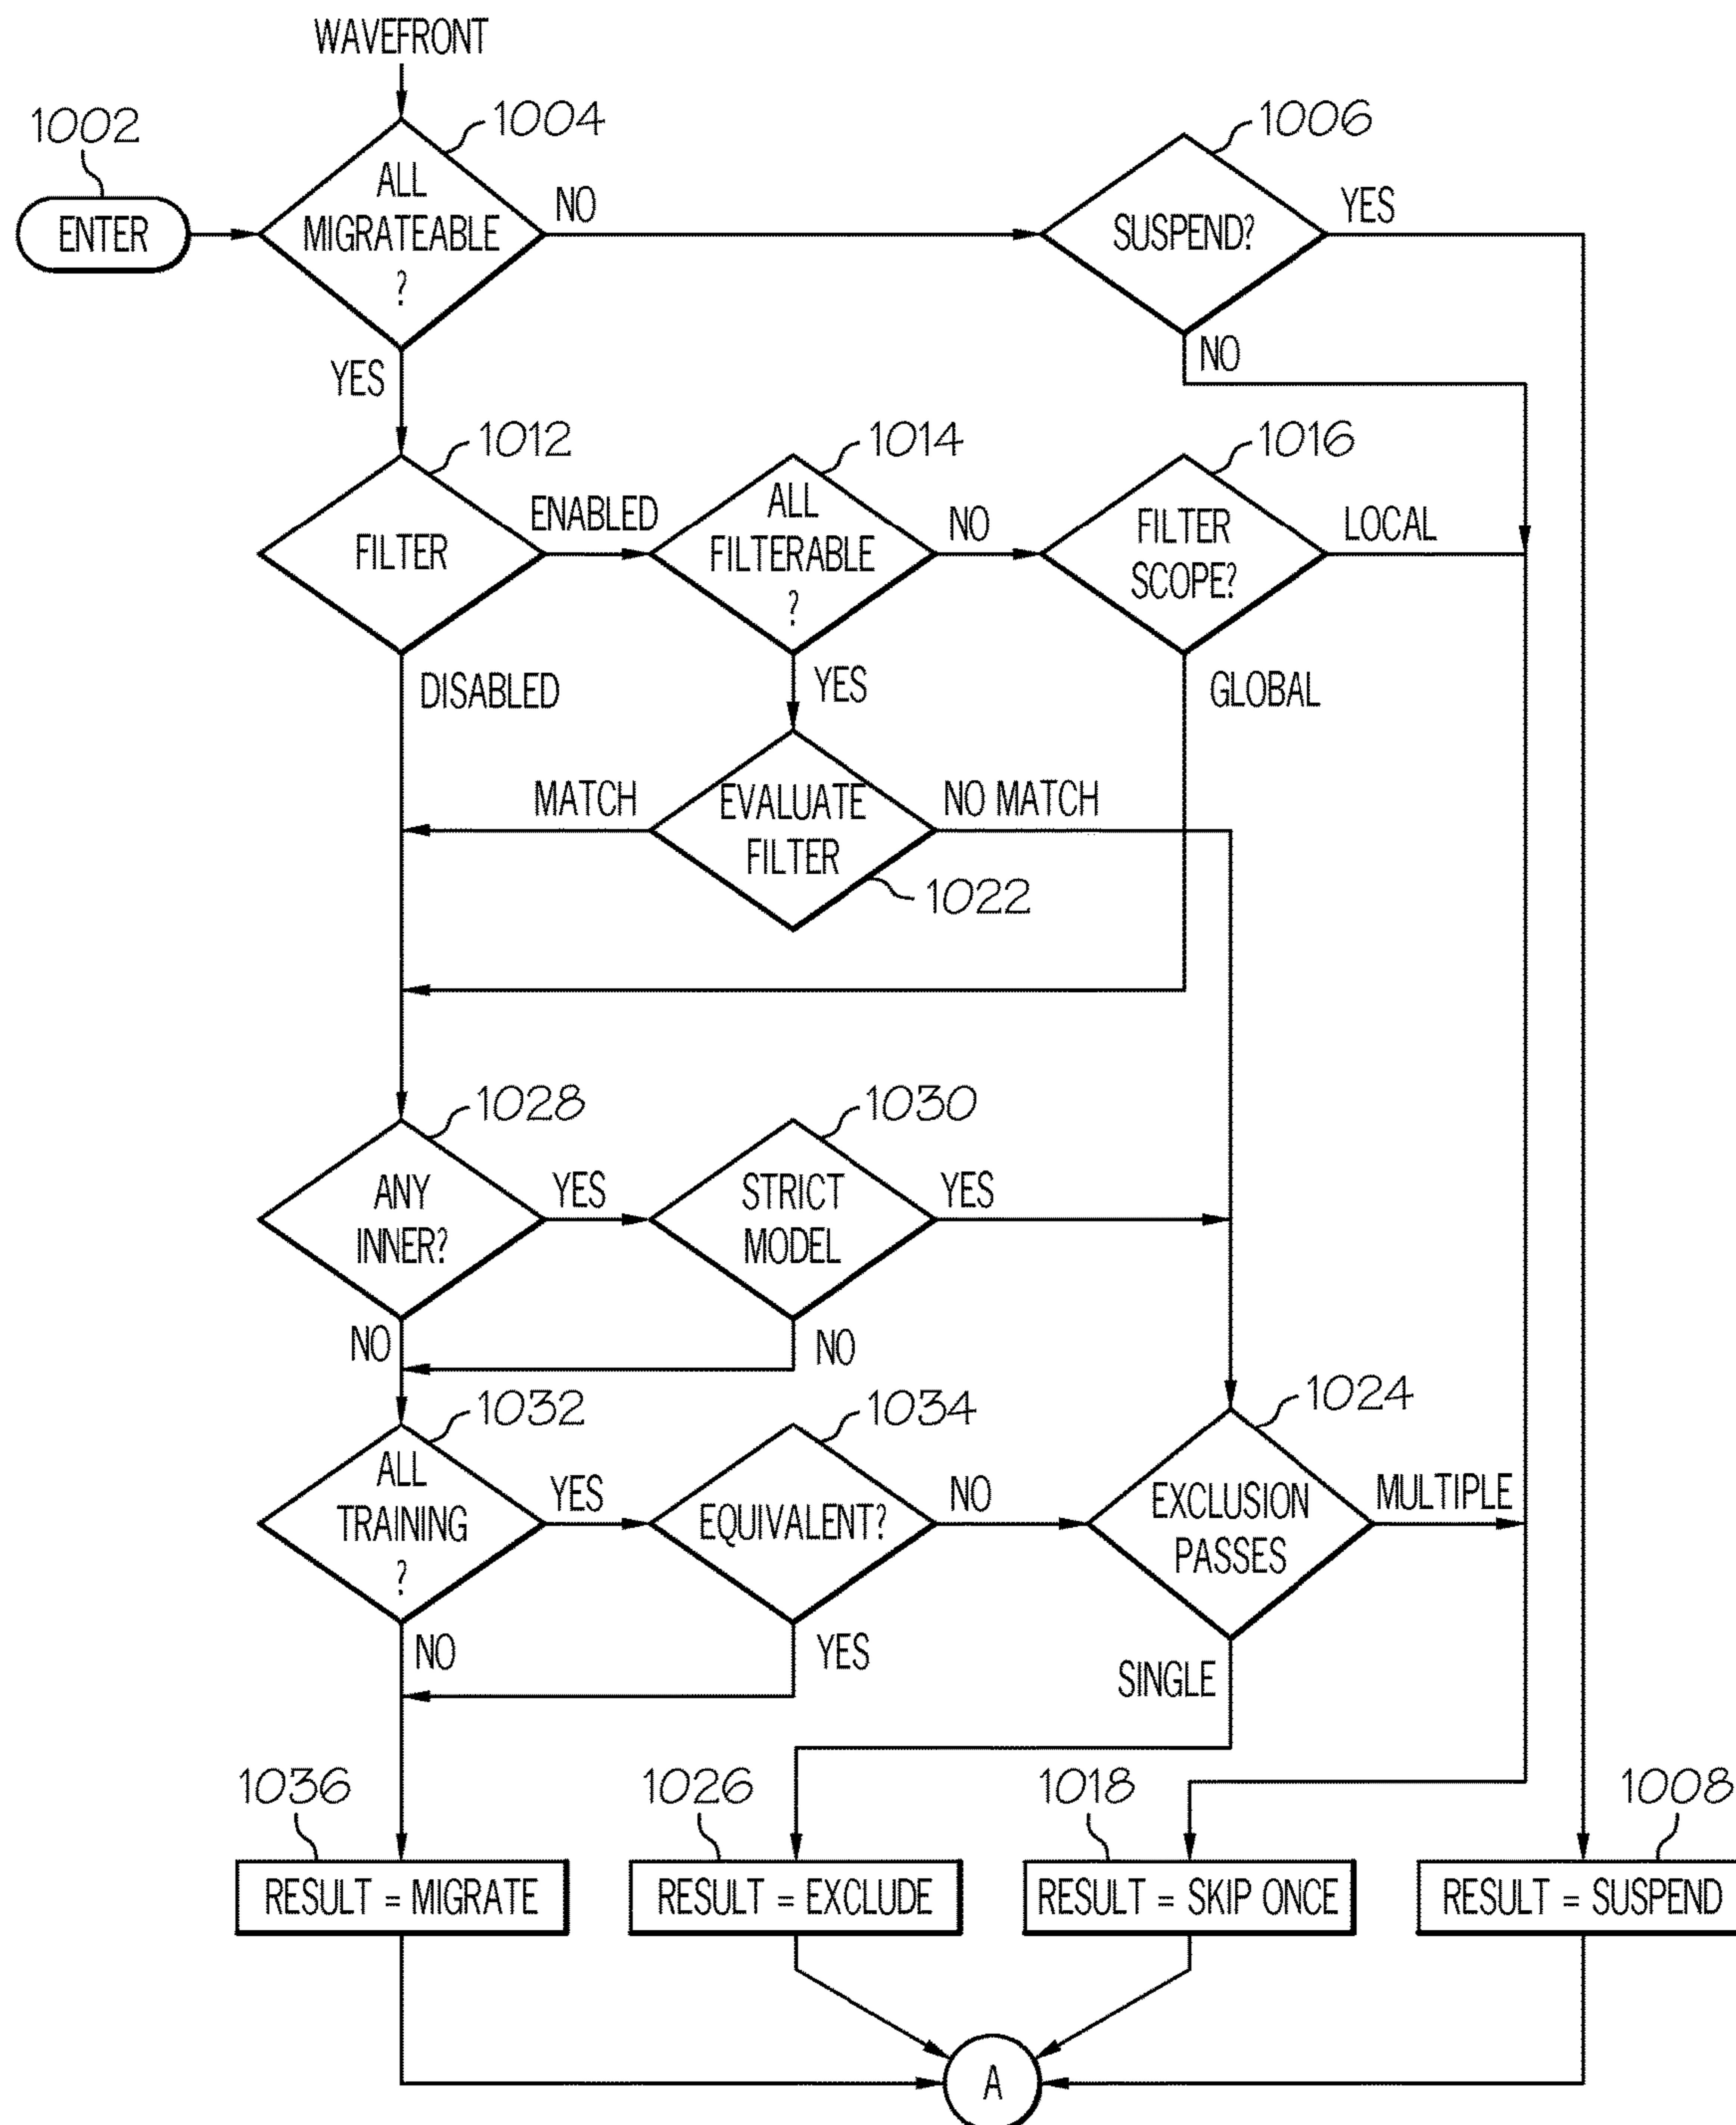 WAVEFRONT
1002
1004
1006
ENTER
ALL
MIGRATEABLE
?
NO
SUSPEND?
YES
YES
NO
1012
1014
1016
FILTER
ENABLED
ALL
FILTERABLE
?
NO
FILTER
SCOPE?
LOCAL
DISABLED
YES
GLOBAL
MATCH
EVALUATE
FILTER
NO MATCH
1022
1028
1030
ANY
INNER?
YES
STRICT
MODEL
YES
NO
NO
1032
1034
1024
ALL
TRAINING
?
YES
EQUIVALENT?
NO
EXCLUSION
PASSES
MULTIPLE
NO
YES
SINGLE
1036
1026
1018
1008
RESULT = MIGRATE
RESULT = EXCLUDE
RESULT = SKIP ONCE
RESULT = SUSPEND
A